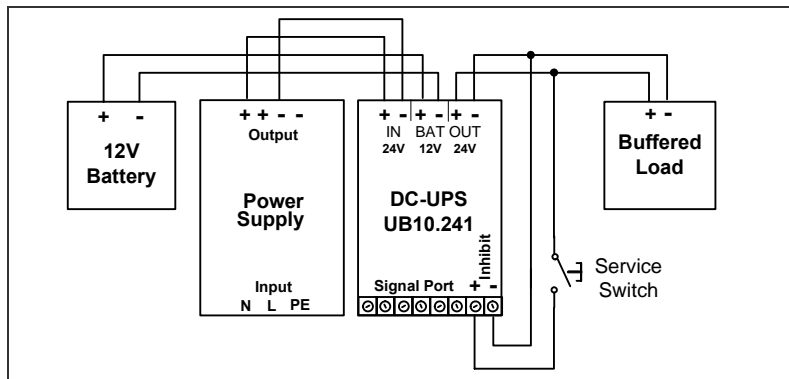 + -
12V
Battery
+ + - -
Output
Power
Supply
Input
N L PE
+ - + - + -
IN BAT OUT
24V 12V 24V
DC-UPS
UB10.241
Inhibit
Signal Port + -
+ -
Buffered
Load
Service
Switch